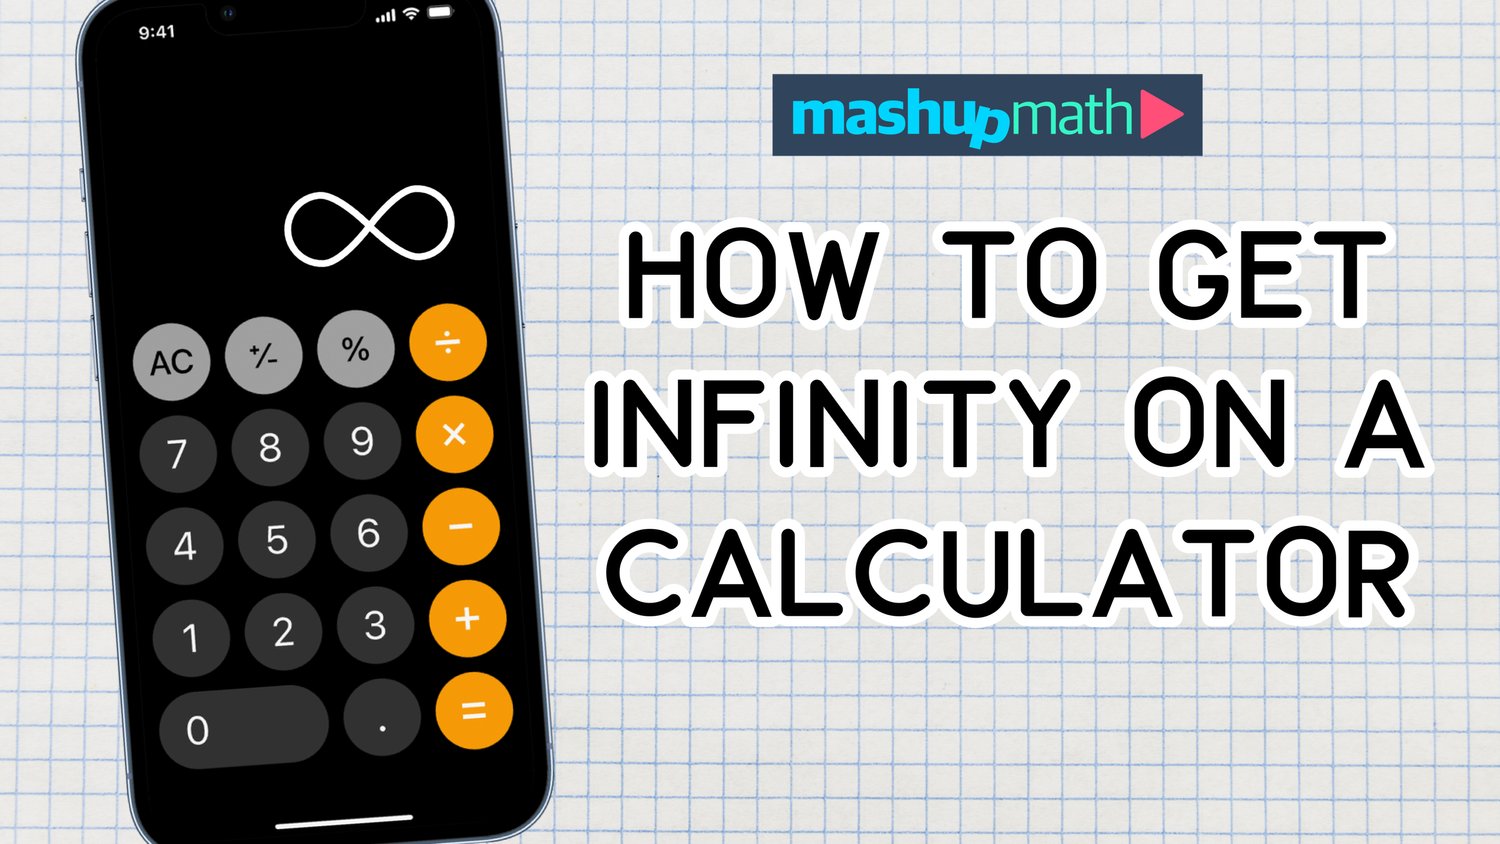 9:41
mashupmath
∞
HOW TO GET
INFINITY ON A
CALCULATOR
AC +/- % ÷
7 8 9 ×
4 5 6 −
1 2 3 +
0 . =